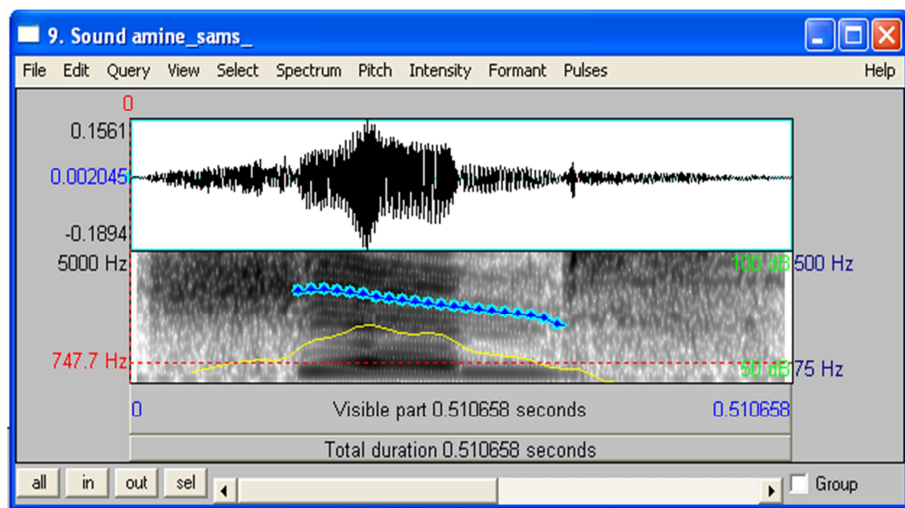 9. Sound amine_sams_
File Edit Query View Select Spectrum Pitch Intensity Formant Pulses Help
0
0.1561
0.002045
-0.1894
5000 Hz 100 dB 500 Hz
747.7 Hz 50 dB 75 Hz
0 Visible part 0.510658 seconds 0.510658
Total duration 0.510658 seconds
all in out sel Group